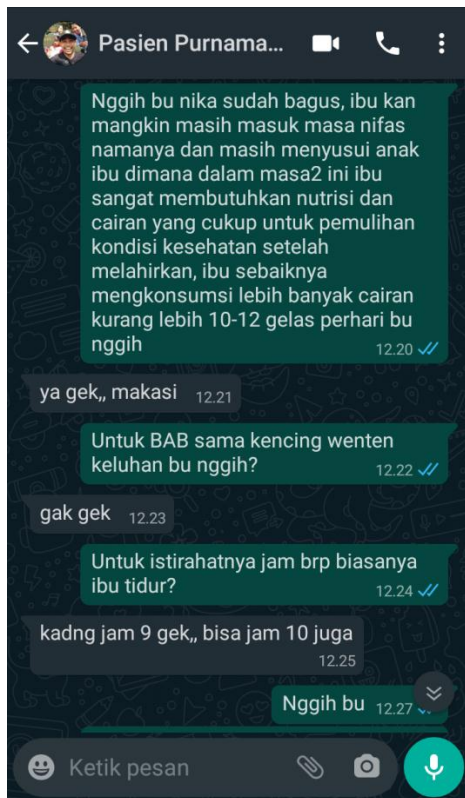 Pasien Purnama...
Nggih bu nika sudah bagus, ibu kan
mangkin masih masuk masa nifas
namanya dan masih menyusui anak
ibu dimana dalam masa2 ini ibu
sangat membutuhkan nutrisi dan
cairan yang cukup untuk pemulihan
kondisi kesehatan setelah
melahirkan, ibu sebaiknya
mengkonsumsi lebih banyak cairan
kurang lebih 10-12 gelas perhari bu
nggih 12.20
ya gek,, makasi 12.21
Untuk BAB sama kencing wenten
keluhan bu nggih? 12.22
gak gek 12.23
Untuk istirahatnya jam brp biasanya
ibu tidur? 12.24
kadng jam 9 gek,, bisa jam 10 juga
12.25
Nggih bu 12.27
Ketik pesan